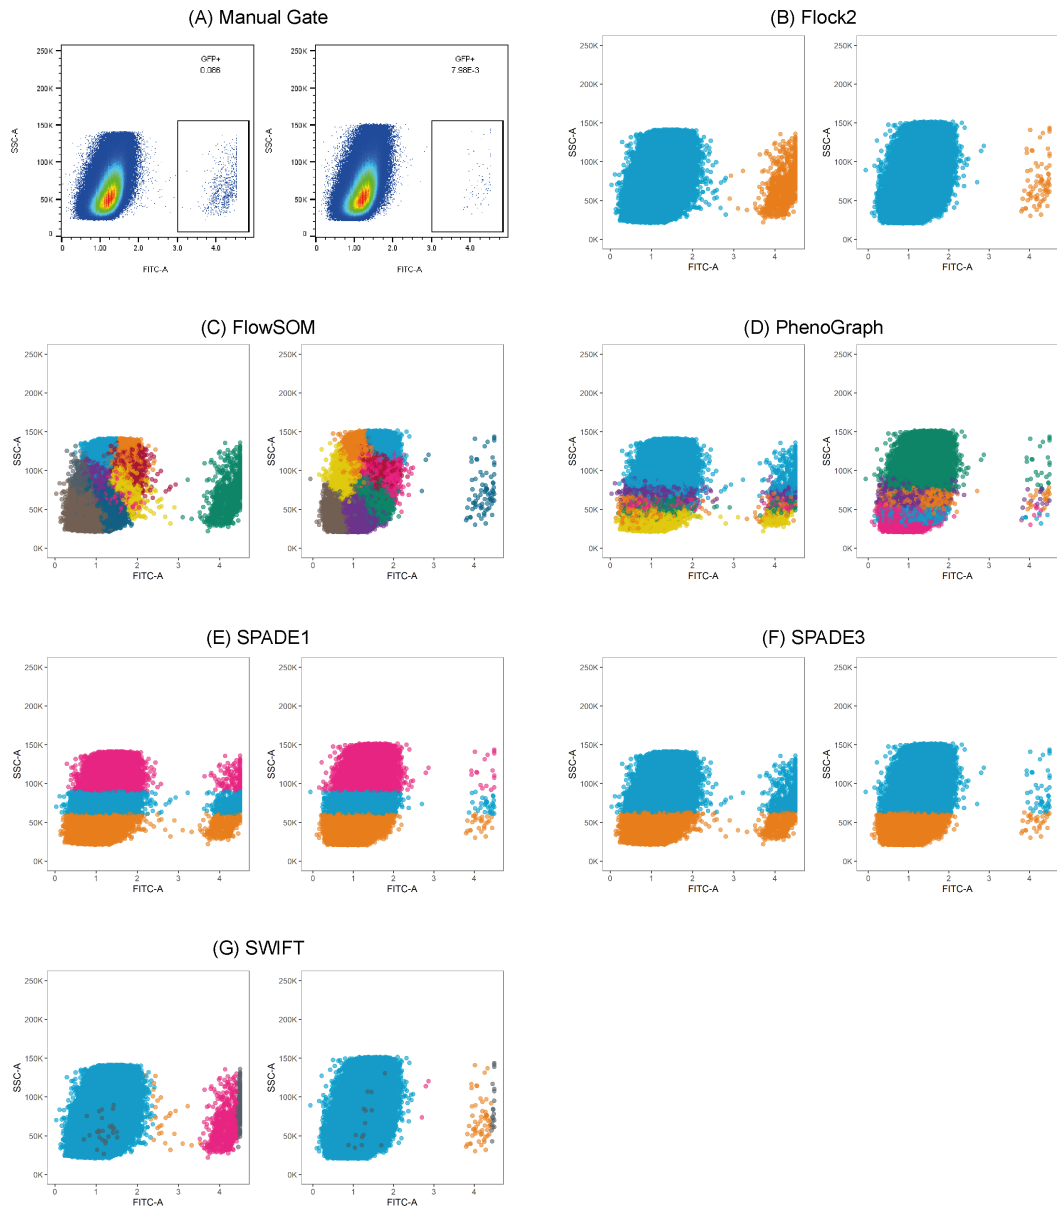 (A) Manual Gate
250K
200K
150K
100K
50K
0
SSC-A
GFP+
0.086
0
1.00
2.0
3.0
4.0
FITC-A
250K
200K
150K
100K
50K
0
SSC-A
GFP+
7.98E-3
0
1.00
2.0
3.0
4.0
FITC-A
(B) Flock2
250K
200K
150K
100K
50K
0K
SSC-A
0
1
2
3
4
FITC-A
250K
200K
150K
100K
50K
0K
SSC-A
0
1
2
3
4
FITC-A
(C) FlowSOM
250K
200K
150K
100K
50K
0K
SSC-A
0
1
2
3
4
FITC-A
250K
200K
150K
100K
50K
0K
SSC-A
0
1
2
3
4
FITC-A
(D) PhenoGraph
250K
200K
150K
100K
50K
0K
SSC-A
0
1
2
3
4
FITC-A
250K
200K
150K
100K
50K
0K
SSC-A
0
1
2
3
4
FITC-A
(E) SPADE1
250K
200K
150K
100K
50K
0K
SSC-A
0
1
2
3
4
FITC-A
250K
200K
150K
100K
50K
0K
SSC-A
0
1
2
3
4
FITC-A
(F) SPADE3
250K
200K
150K
100K
50K
0K
SSC-A
0
1
2
3
4
FITC-A
250K
200K
150K
100K
50K
0K
SSC-A
0
1
2
3
4
FITC-A
(G) SWIFT
250K
200K
150K
100K
50K
0K
SSC-A
0
1
2
3
4
FITC-A
250K
200K
150K
100K
50K
0K
SSC-A
0
1
2
3
4
FITC-A